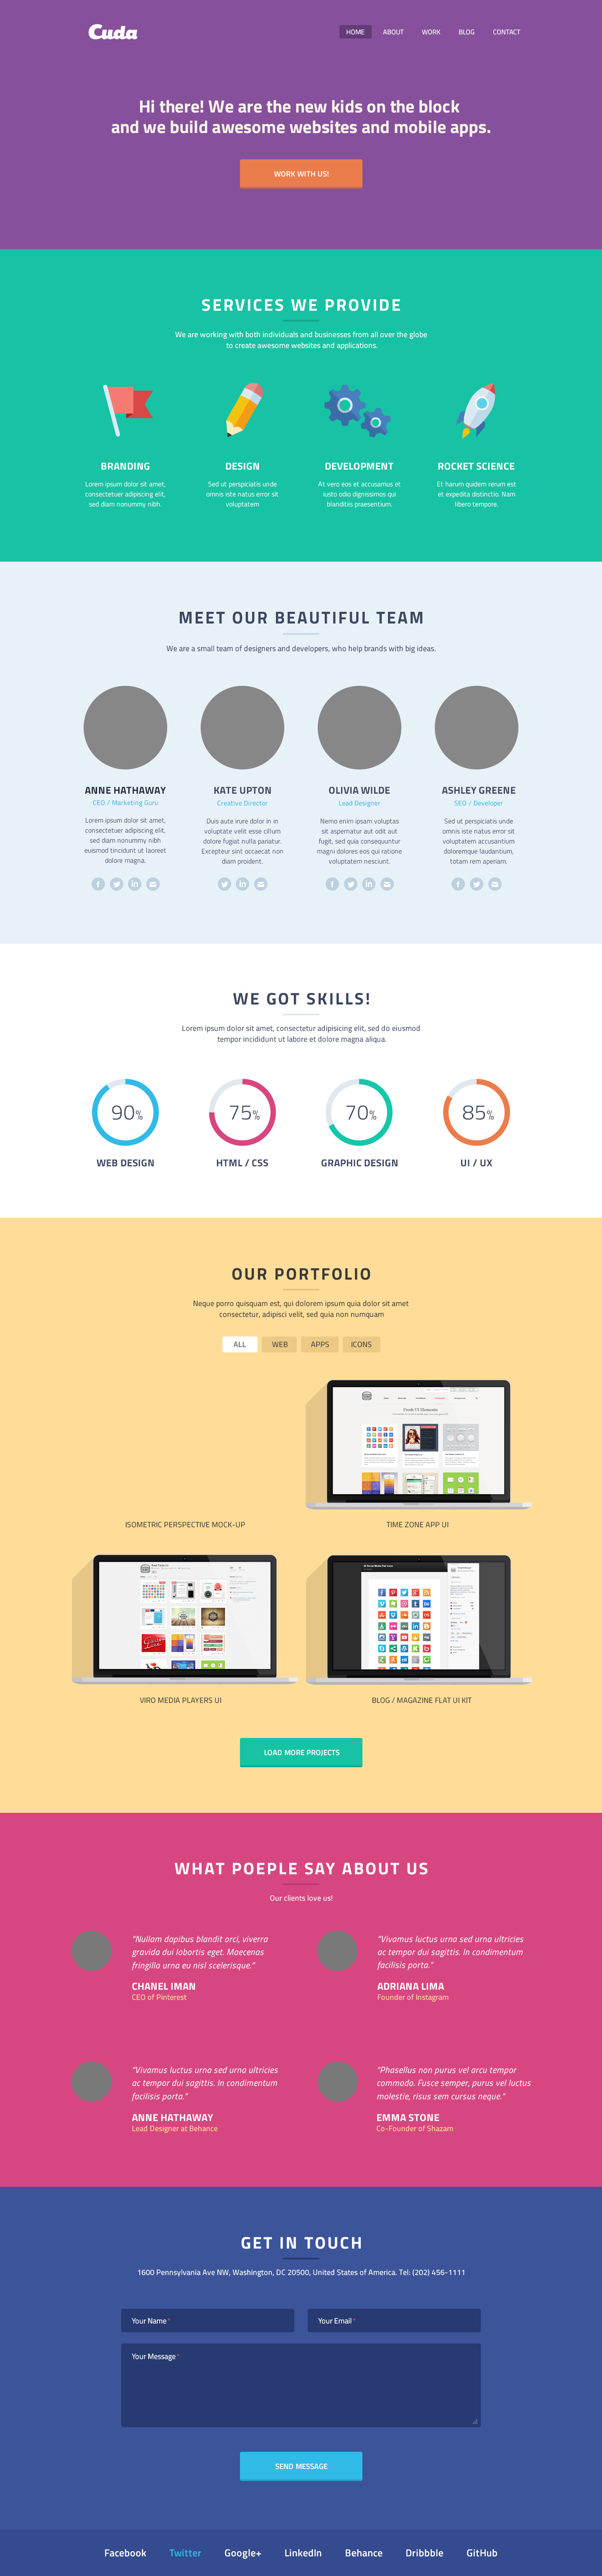 Cuda
HOME ABOUT WORK BLOG CONTACT
Hi there! We are the new kids on the block
and we build awesome websites and mobile apps.
WORK WITH US!
SERVICES WE PROVIDE
We are working with both individuals and businesses from all over the globe
to create awesome websites and applications.
BRANDING
Lorem ipsum dolor sit amet,
consectetuer adipiscing elit,
sed diam nonummy nibh.
DESIGN
Sed ut perspiciatis unde
omnis iste natus error sit
voluptatem
DEVELOPMENT
At vero eos et accusamus et
iusto odio dignissimos qui
blanditiis praesentium.
ROCKET SCIENCE
Et harum quidem rerum est
et expedita distinctio. Nam
libero tempore.
MEET OUR BEAUTIFUL TEAM
We are a small team of designers and developers, who help brands with big ideas.
ANNE HATHAWAY
CEO / Marketing Guru
Lorem ipsum dolor sit amet,
consectetuer adipiscing elit,
sed diam nonummy nibh
euismod tincidunt ut laoreet
dolore magna.
KATE UPTON
Creative Director
Duis aute irure dolor in in
voluptate velit esse cillum
dolore fugiat nulla pariatur.
Excepteur sint occaecat non
diam proident.
OLIVIA WILDE
Lead Designer
Nemo enim ipsam voluptas
sit aspernatur aut odit aut
fugit, sed quia consequuntur
magni dolores eos qui ratione
voluptatem nesciunt.
ASHLEY GREENE
SEO / Developer
Sed ut perspiciatis unde
omnis iste natus error sit
voluptatem accusantium
doloremque laudantium,
totam rem aperiam.
WE GOT SKILLS!
Lorem ipsum dolor sit amet, consectetur adipisicing elit, sed do eiusmod
tempor incididunt ut labore et dolore magna aliqua.
90%
WEB DESIGN
75%
HTML / CSS
70%
GRAPHIC DESIGN
85%
UI / UX
OUR PORTFOLIO
Neque porro quisquam est, qui dolorem ipsum quia dolor sit amet
consectetur, adipisci velit, sed quia non numquam
ALL WEB APPS ICONS
Fresh UI Elements
ISOMETRIC PERSPECTIVE MOCK-UP
TIME ZONE APP UI
VIRO MEDIA PLAYERS UI
BLOG / MAGAZINE FLAT UI KIT
LOAD MORE PROJECTS
WHAT POEPLE SAY ABOUT US
Our clients love us!
“Nullam dapibus blandit orci, viverra
gravida dui lobortis eget. Maecenas
fringilla urna eu nisl scelerisque.”
CHANEL IMAN
CEO of Pinterest
“Vivamus luctus urna sed urna ultricies
ac tempor dui sagittis. In condimentum
facilisis porta.”
ADRIANA LIMA
Founder of Instagram
“Vivamus luctus urna sed urna ultricies
ac tempor dui sagittis. In condimentum
facilisis porta.”
ANNE HATHAWAY
Lead Designer at Behance
“Phasellus non purus vel arcu tempor
commodo. Fusce semper, purus vel luctus
molestie, risus sem cursus neque.”
EMMA STONE
Co-Founder of Shazam
GET IN TOUCH
1600 Pennsylvania Ave NW, Washington, DC 20500, United States of America. Tel: (202) 456-1111
Your Name*
Your Email*
Your Message*
SEND MESSAGE
Facebook Twitter Google+ LinkedIn Behance Dribbble GitHub